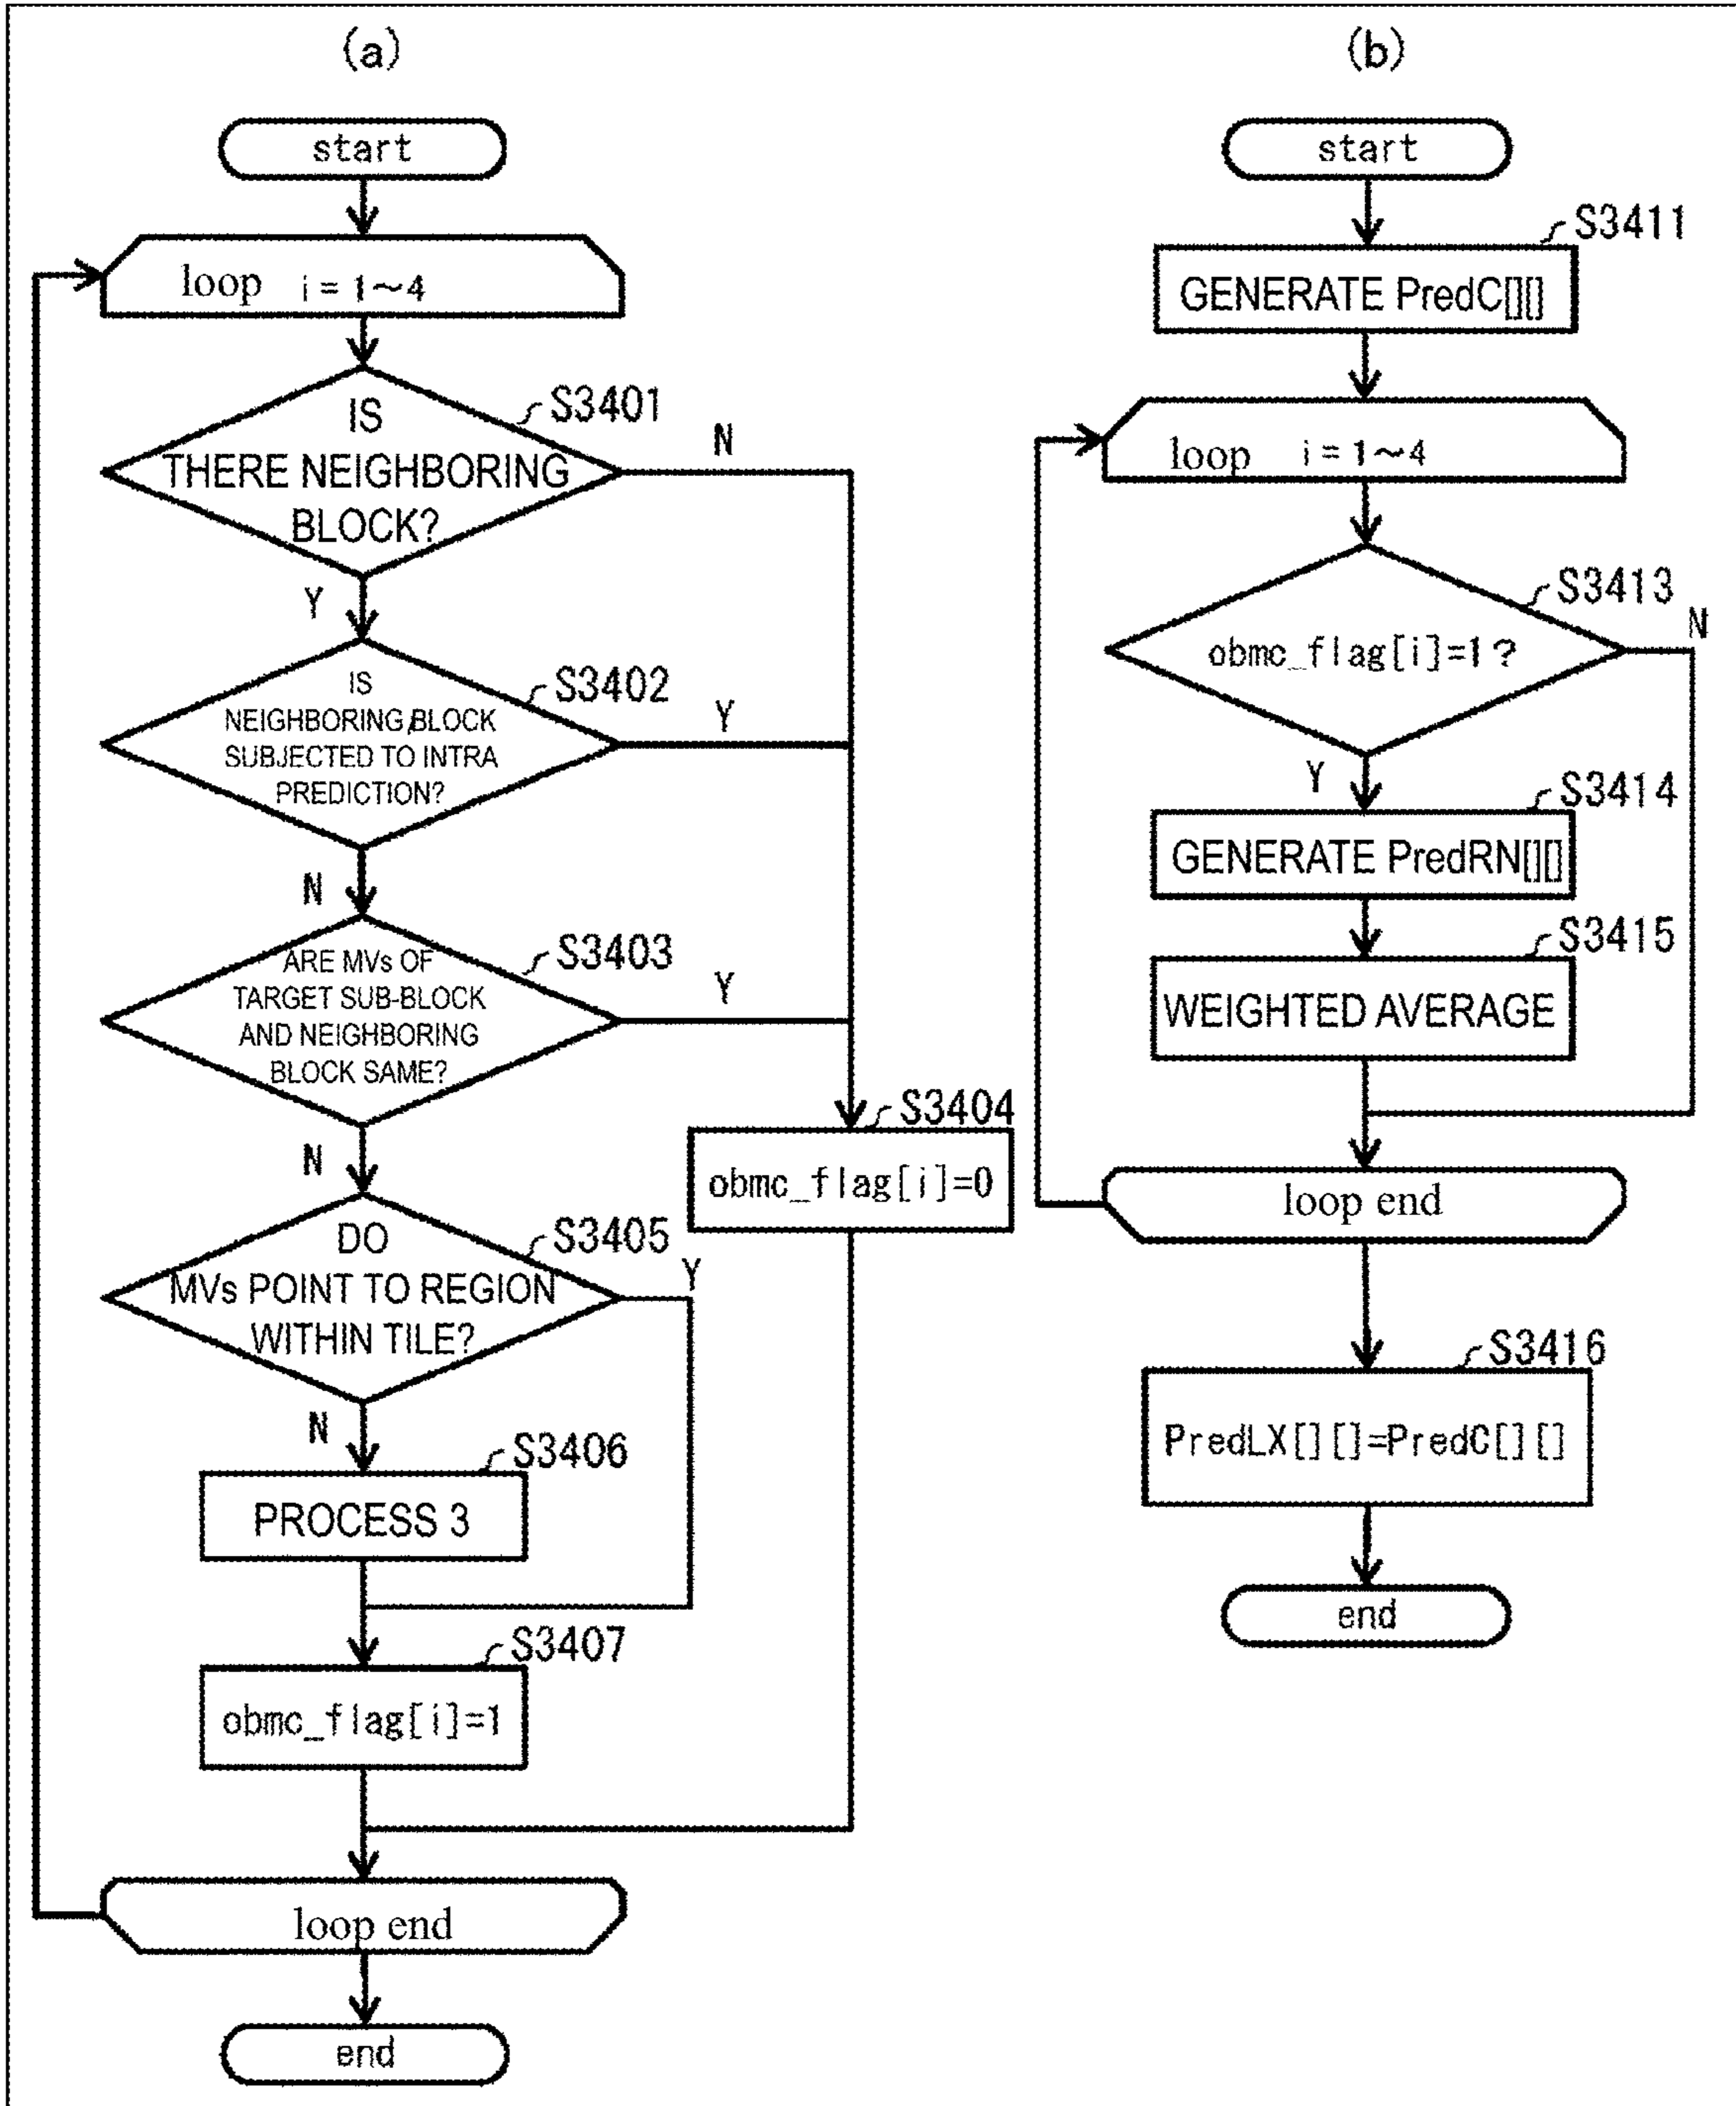 (a)
start
loop i = 1～4
S3401
IS
THERE NEIGHBORING
BLOCK?
N
Y
S3402
IS
NEIGHBORING BLOCK
SUBJECTED TO INTRA
PREDICTION?
Y
N
S3403
ARE MVs OF
TARGET SUB-BLOCK
AND NEIGHBORING
BLOCK SAME?
Y
N
S3404
obmc_flag[i]=0
S3405
DO
MVs POINT TO REGION
WITHIN TILE?
Y
N
S3406
PROCESS 3
S3407
obmc_flag[i]=1
loop end
end
(b)
start
S3411
GENERATE PredC[][]
loop i = 1～4
S3413
obmc_flag[i]=1?
N
Y
S3414
GENERATE PredRN[][]
S3415
WEIGHTED AVERAGE
loop end
S3416
PredLX[][]=PredC[][]
end